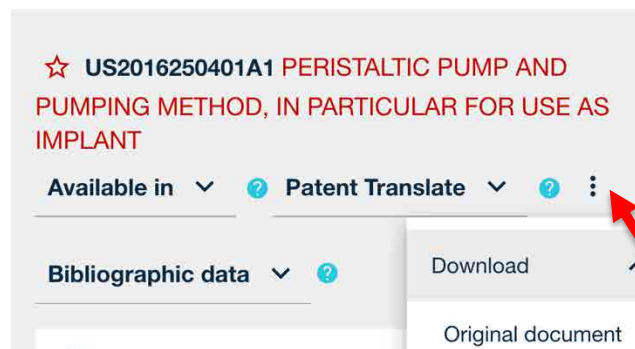 US2016250401A1 PERISTALTIC PUMP AND
PUMPING METHOD, IN PARTICULAR FOR USE AS
IMPLANT
Available in ? Patent Translate ?
Bibliographic data ?
Download
Original document